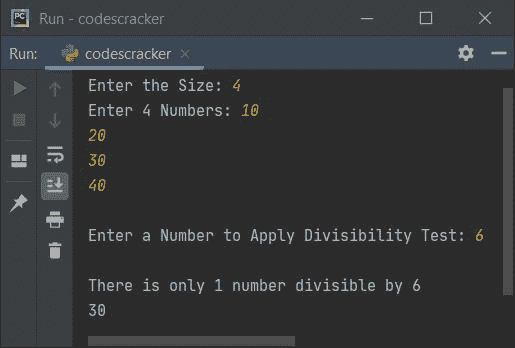 PC Run - codescracker
Run: codescracker
Enter the Size: 4
Enter 4 Numbers: 10
20
30
40
Enter a Number to Apply Divisibility Test: 6
There is only 1 number divisible by 6
30